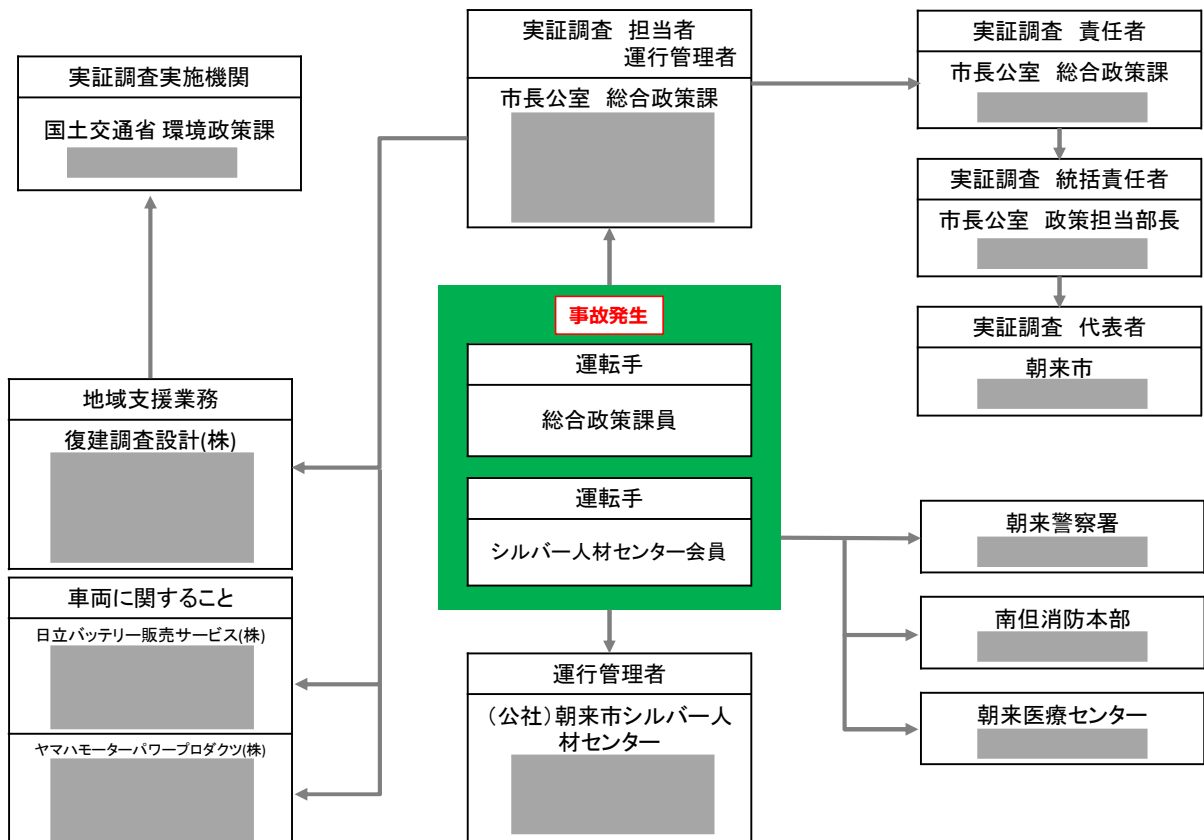 実証調査実施機関
国土交通省 環境政策課
実証調査 担当者
運行管理者
市長公室 総合政策課
実証調査 責任者
市長公室 総合政策課
実証調査 統括責任者
市長公室 政策担当部長
実証調査 代表者
朝来市
事故発生
運転手
総合政策課員
運転手
シルバー人材センター会員
地域支援業務
復建調査設計(株)
車両に関すること
日立バッテリー販売サービス(株)
ヤマハモーターパワープロダクツ(株)
運行管理者
（公社）朝来市シルバー人
材センター
朝来警察署
南但消防本部
朝来医療センター